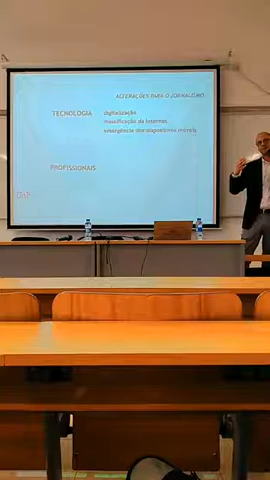 ALTERAÇÕES PARA O JORNALISMO
TECNOLOGIA digitalização
massificação da Internet
emergência dos dispositivos móveis
PROFISSIONAIS